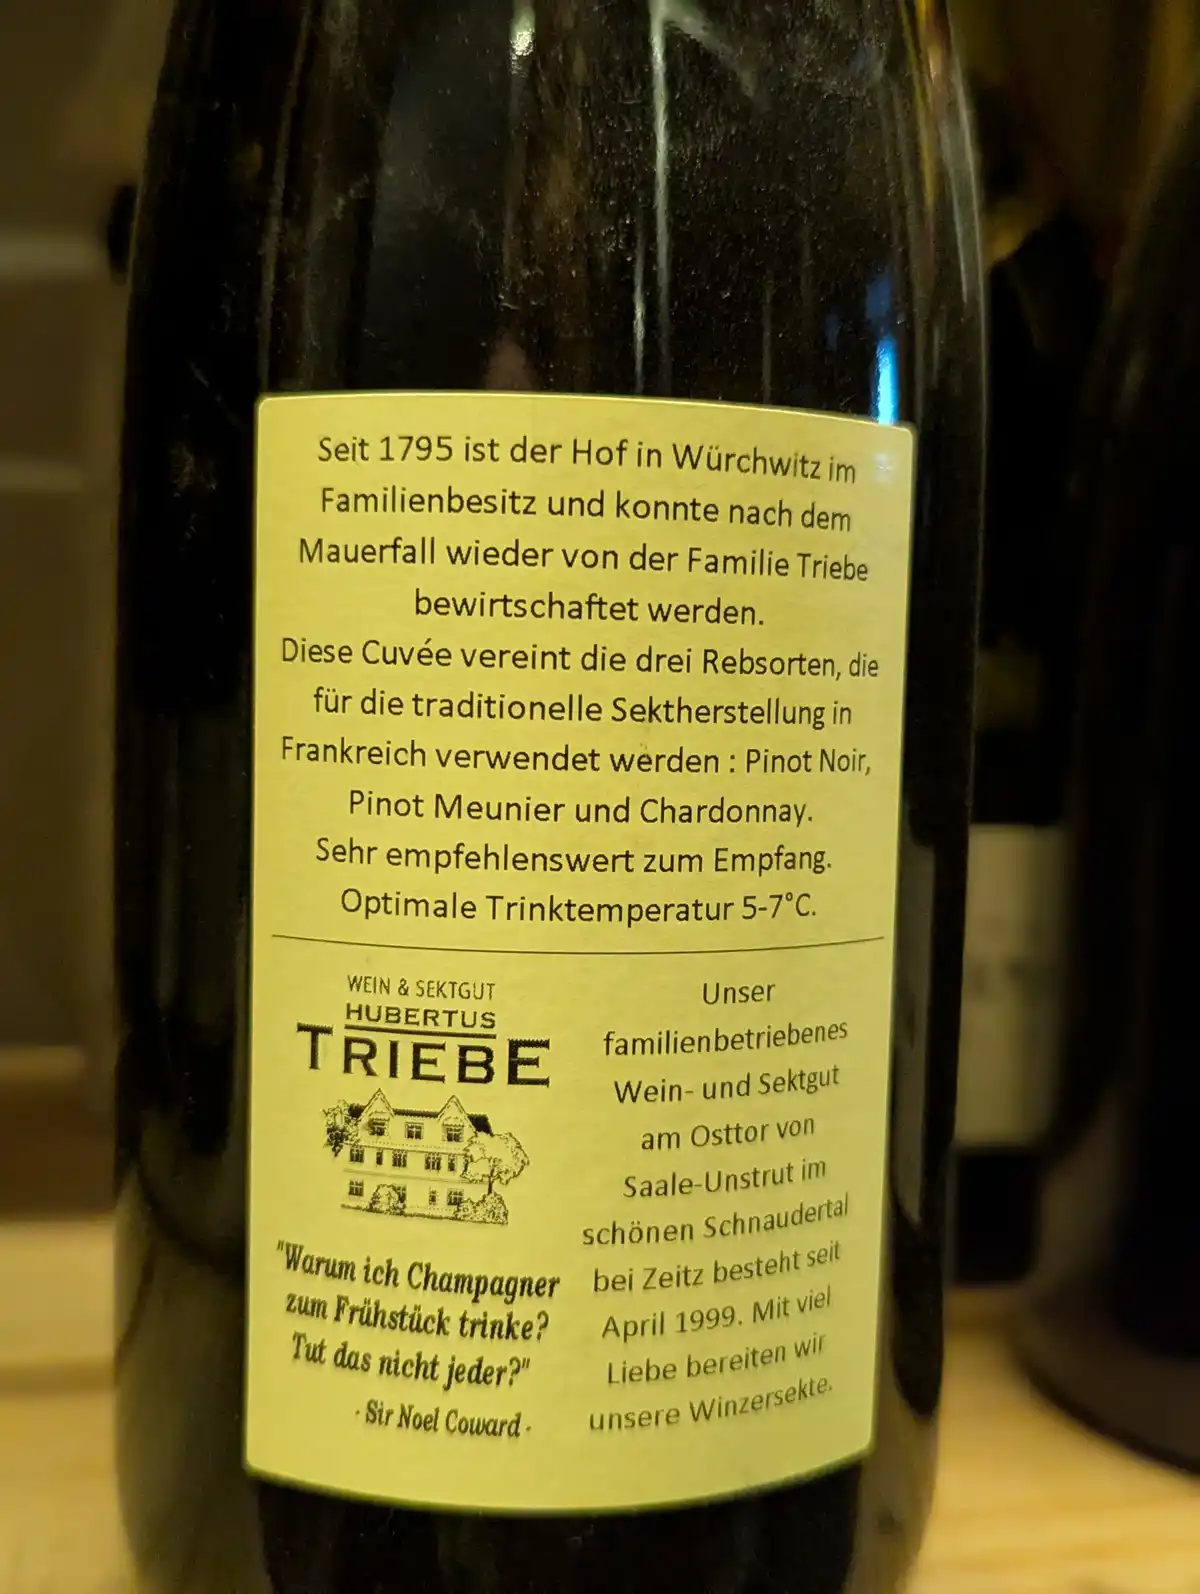 Seit 1795 ist der Hof in Würchwitz im
Familienbesitz und konnte nach dem
Mauerfall wieder von der Familie Triebe
bewirtschaftet werden.
Diese Cuvée vereint die drei Rebsorten, die
für die traditionelle Sektherstellung in
Frankreich verwendet werden : Pinot Noir,
Pinot Meunier und Chardonnay.
Sehr empfehlenswert zum Empfang.
Optimale Trinktemperatur 5-7°C.
WEIN & SEKTGUT
HUBERTUS
TRIEBE
"Warum ich Champagner
zum Frühstück trinke?
Tut das nicht jeder?"
- Sir Noel Coward -
Unser
familienbetriebenes
Wein- und Sektgut
am Osttor von
Saale-Unstrut im
schönen Schnaudertal
bei Zeitz besteht seit
April 1999. Mit viel
Liebe bereiten wir
unsere Winzersekte.